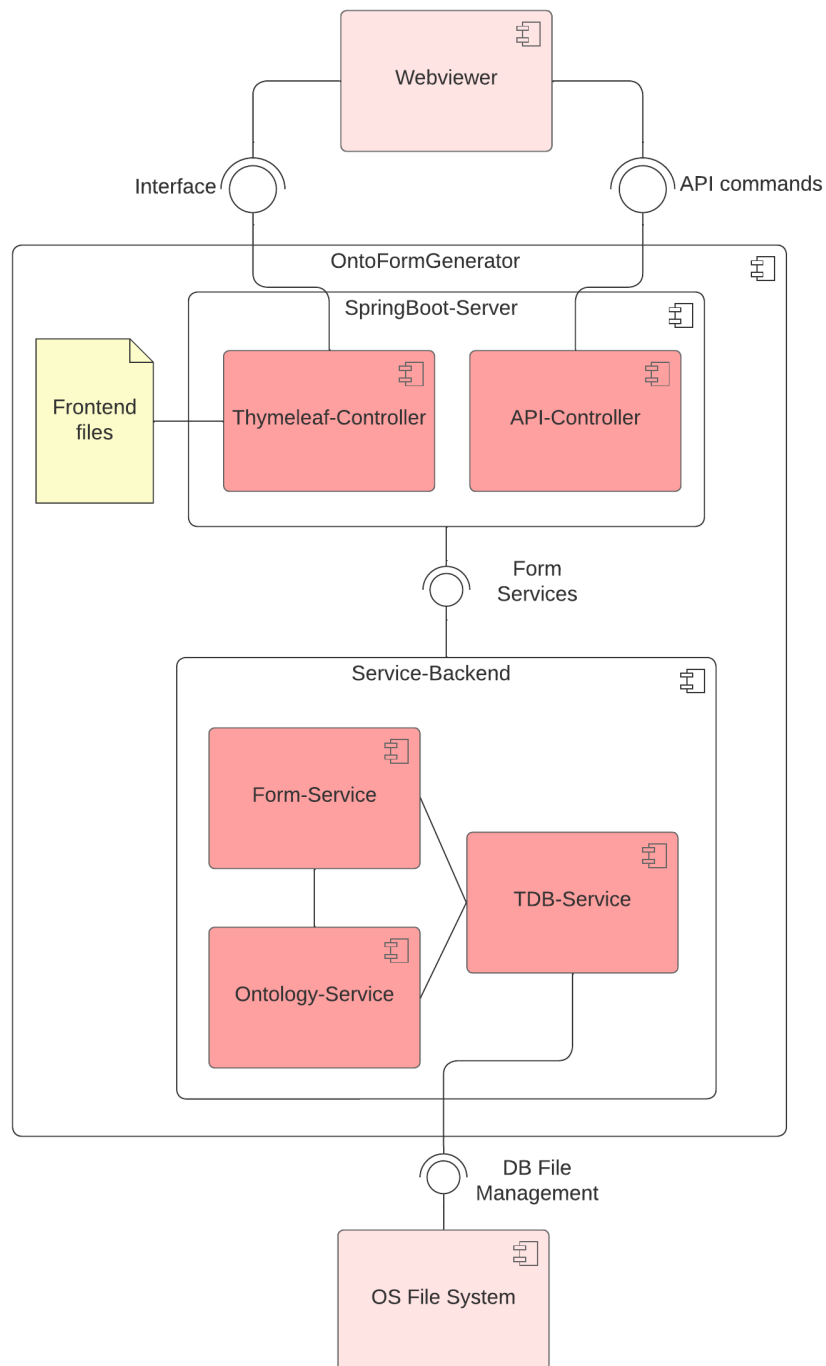 Webviewer
Interface
API commands
OntoFormGenerator
SpringBoot-Server
Frontend
files
Thymeleaf-Controller
API-Controller
Form
Services
Service-Backend
Form-Service
TDB-Service
Ontology-Service
DB File
Management
OS File System